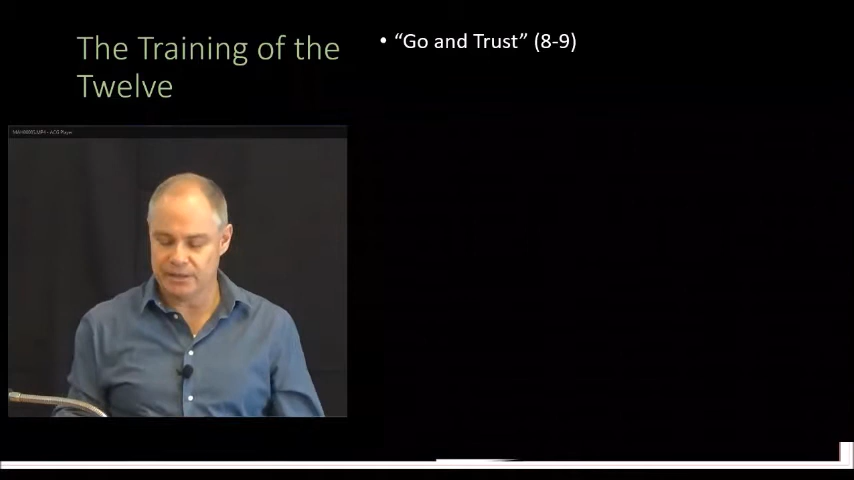 The Training of the
Twelve
• “Go and Trust” (8-9)